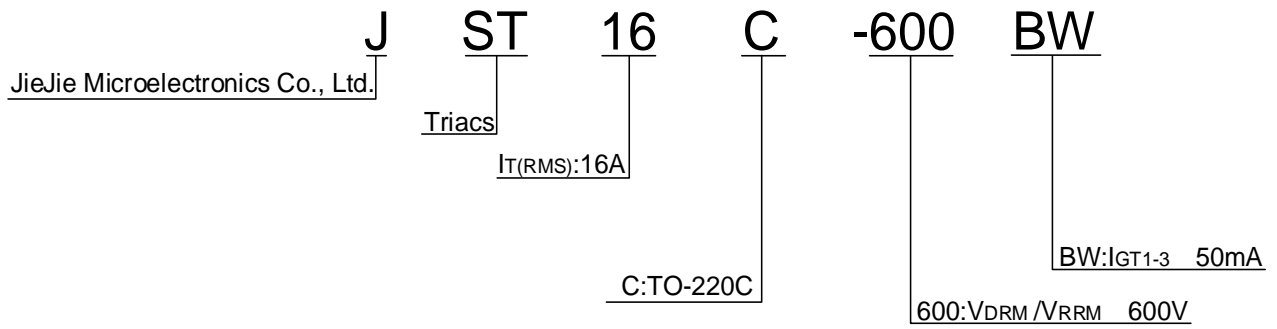 J ST 16 C -600 BW
JieJie Microelectronics Co., Ltd.
Triacs
IT(RMS):16A
BW:IGT1-3 50mA
C:TO-220C
600:VDRM /VRRM 600V